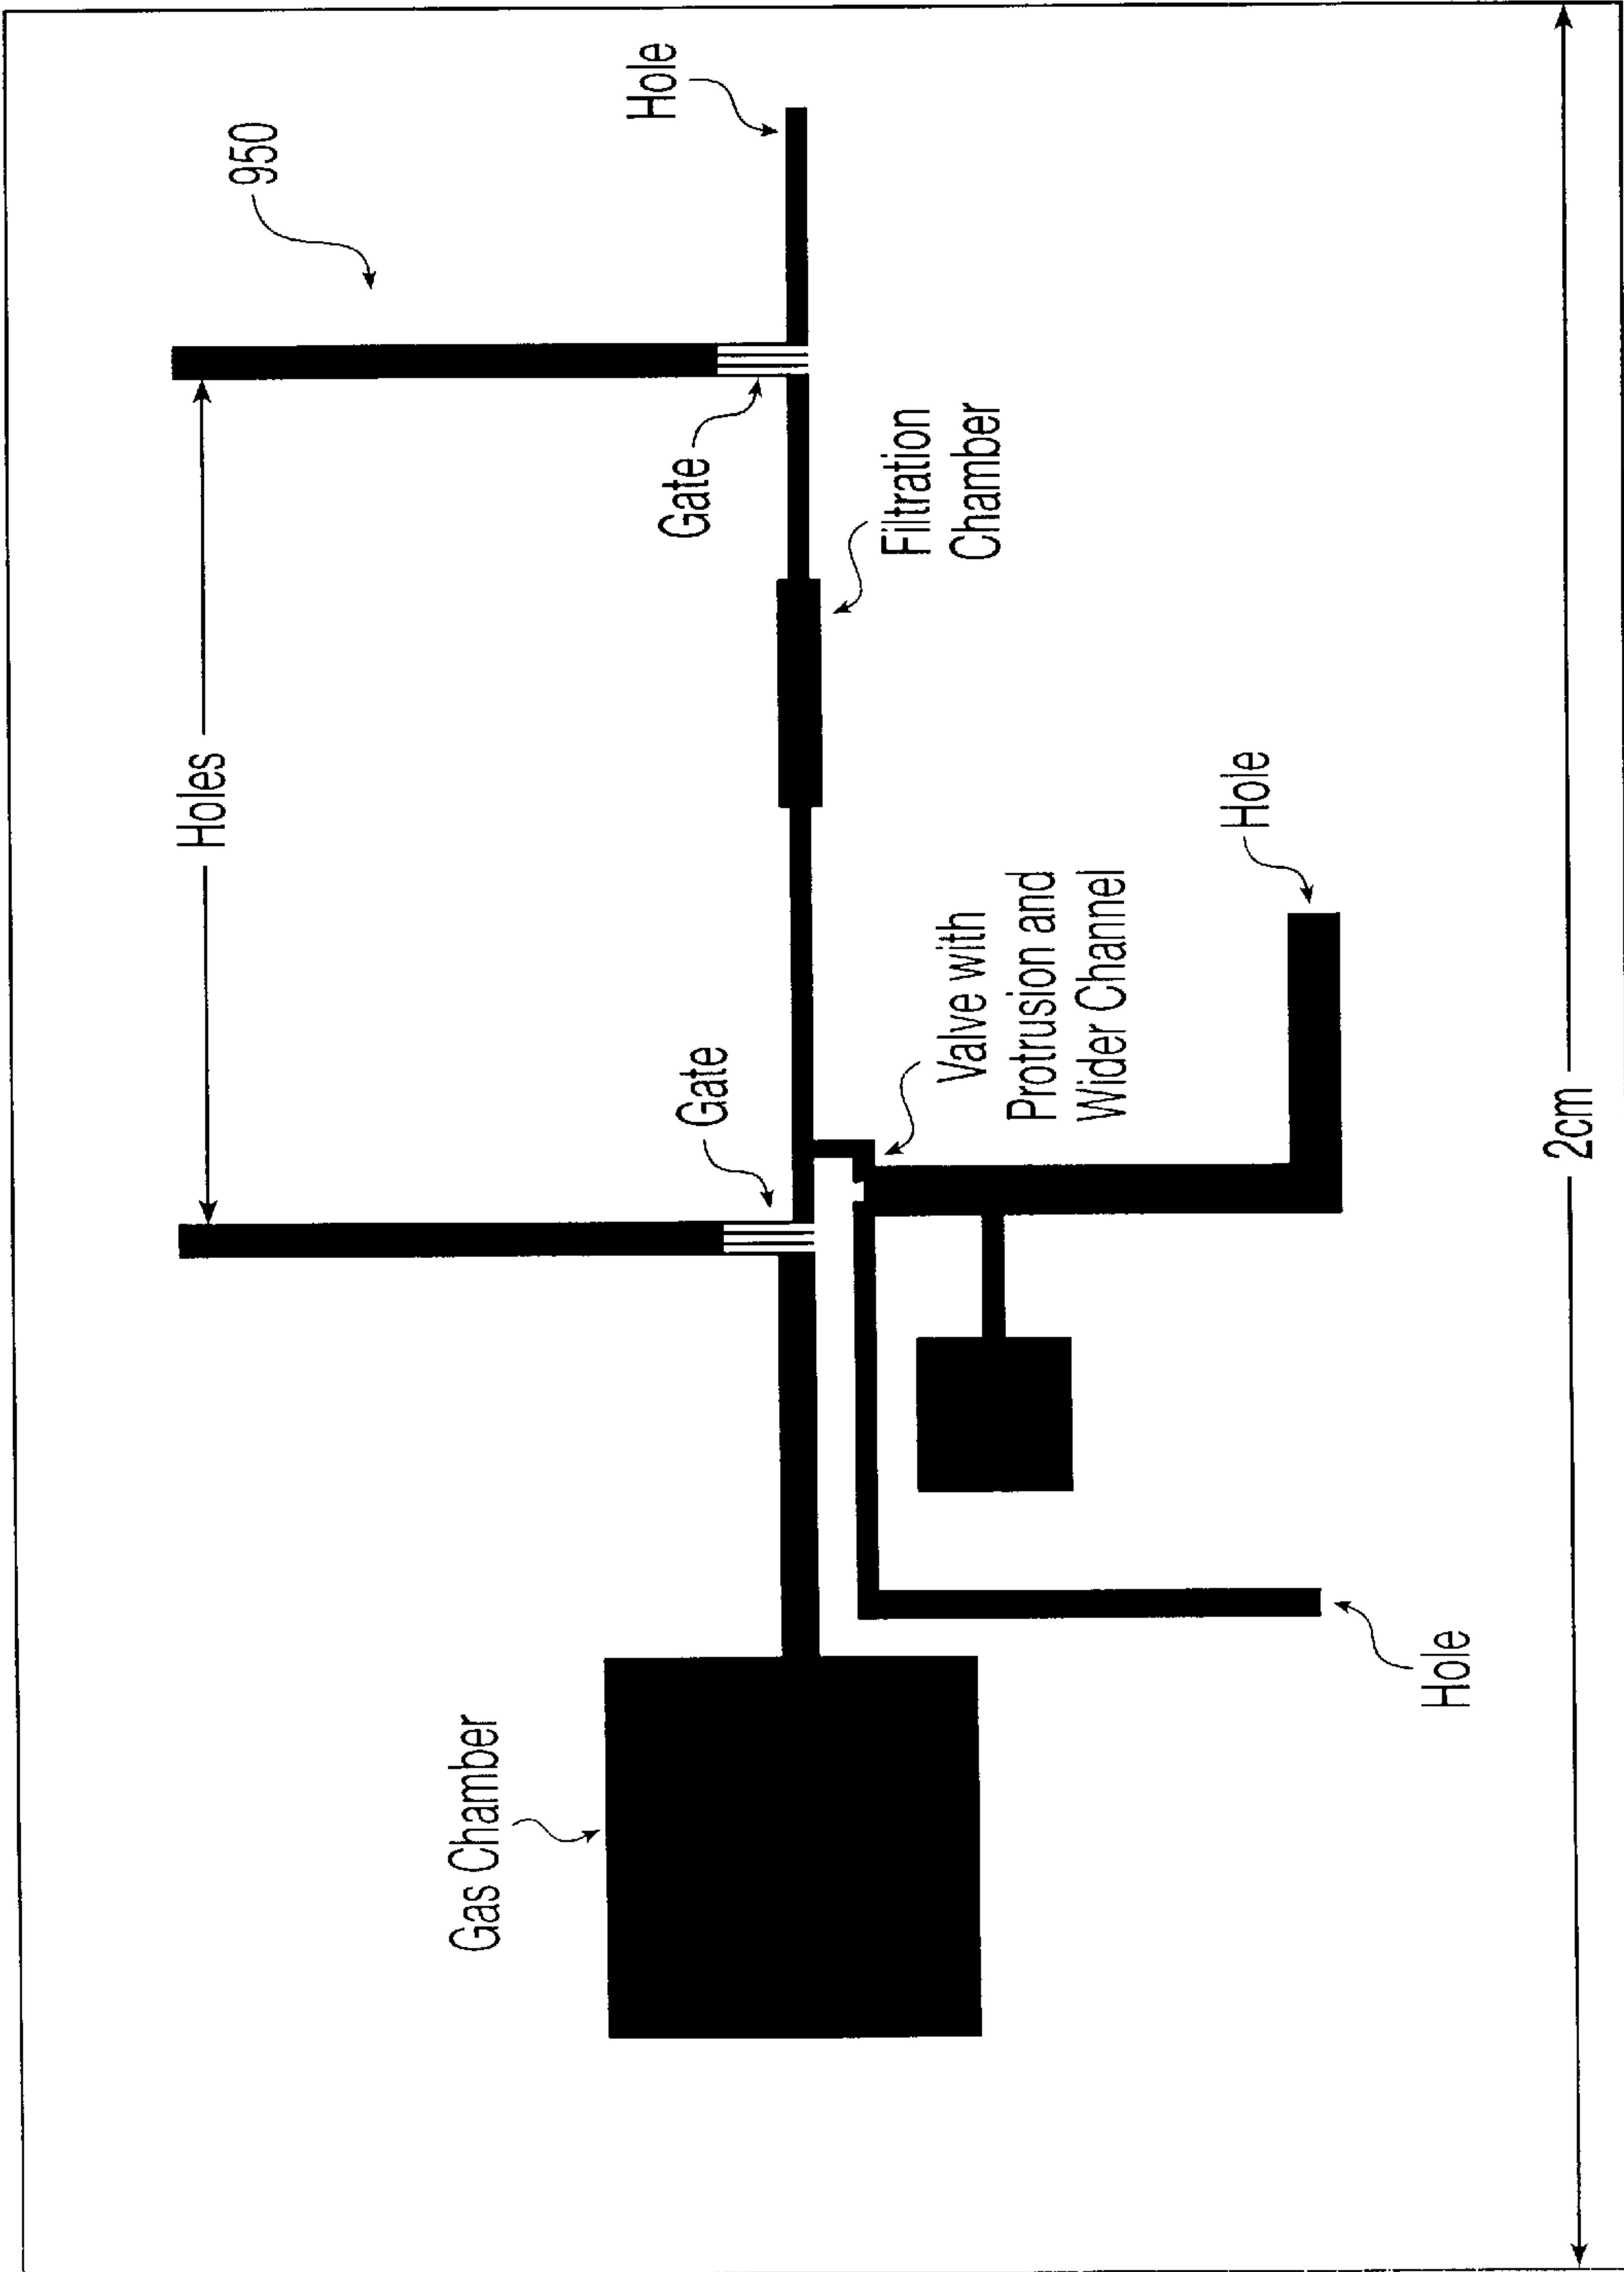 950
Hole
Holes
Gate
Gate
Filtration
Chamber
Gas Chamber
Valve with
Protrusion and
Wider Channel
Hole
Hole
2cm